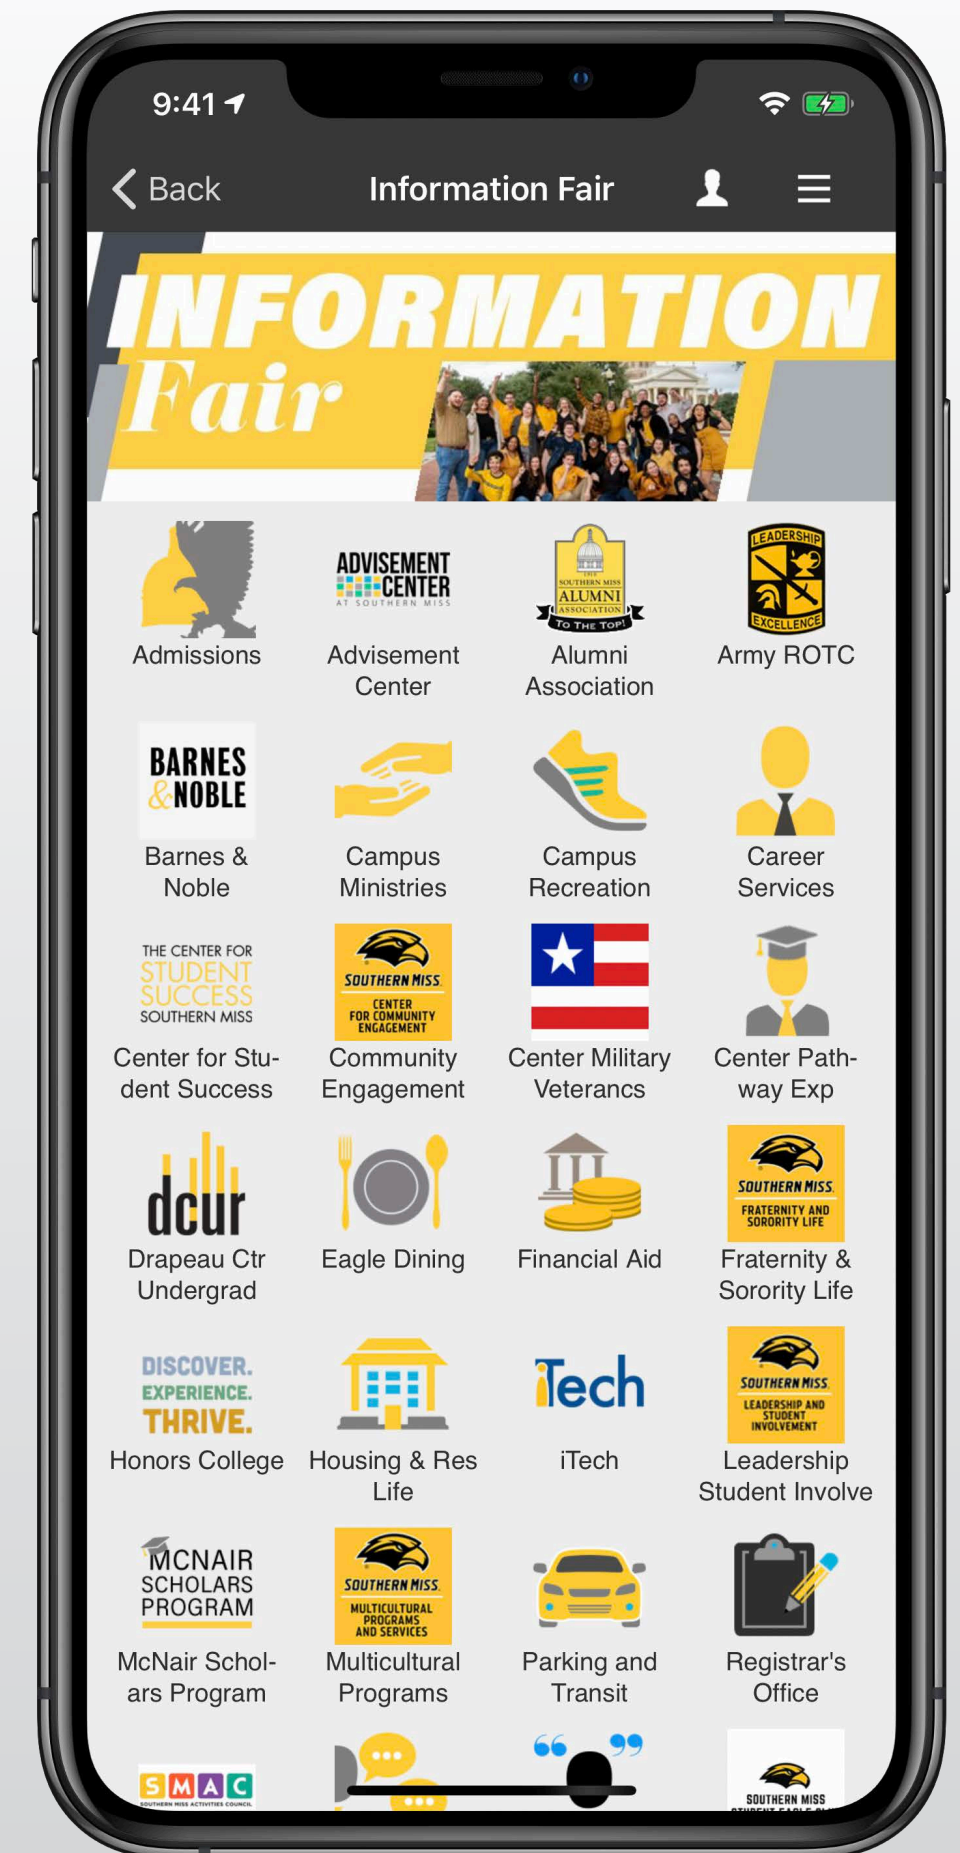 9:41
Back
Information Fair
INFORMATION
Fair
LEADERSHIP
EXCELLENCE
ADVISEMENT
CENTER
AT SOUTHERN MISS
1912
SOUTHERN MISS
ALUMNI
ASSOCIATION
TO THE TOP!
Admissions
Advisement
Center
Alumni
Association
Army ROTC
BARNES
&NOBLE
Barnes &
Noble
Campus
Ministries
Campus
Recreation
Career
Services
THE CENTER FOR
STUDENT
SUCCESS
SOUTHERN MISS
SOUTHERN MISS.
CENTER
FOR COMMUNITY
ENGAGEMENT
Center for Stu-
dent Success
Community
Engagement
Center Military
Veterancs
Center Path-
way Exp
dcur
SOUTHERN MISS.
FRATERNITY AND
SORORITY LIFE
Drapeau Ctr
Undergrad
Eagle Dining
Financial Aid
Fraternity &
Sorority Life
DISCOVER.
EXPERIENCE.
THRIVE.
iTech
SOUTHERN MISS.
LEADERSHIP AND
STUDENT
INVOLVEMENT
Honors College
Housing & Res
Life
iTech
Leadership
Student Involve
MCNAIR
SCHOLARS
PROGRAM
SOUTHERN MISS.
MULTICULTURAL
PROGRAMS
AND SERVICES
McNair Schol-
ars Program
Multicultural
Programs
Parking and
Transit
Registrar's
Office
SMAC
SOUTHERN MISS ACTIVITIES COUNCIL
SOUTHERN MISS